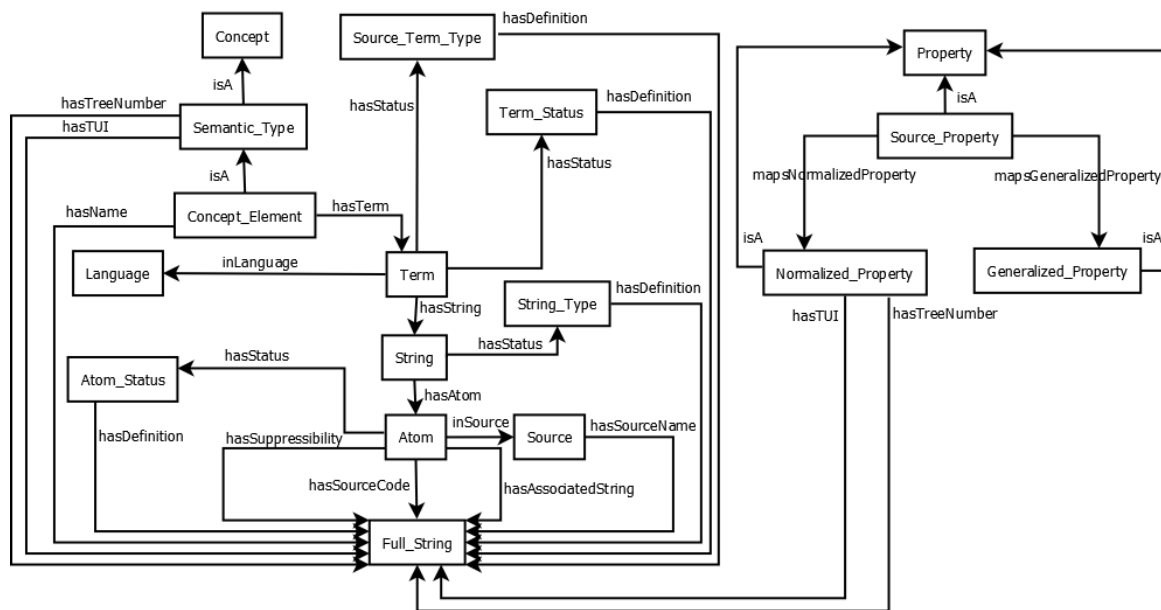 hasDefinition
Concept
Source_Term_Type
Property
isA
hasTreeNumber
hasStatus
hasDefinition
isA
hasTUI
Semantic_Type
Term_Status
Source_Property
isA
hasStatus
mapsNormalizedProperty
mapsGeneralizedProperty
hasName
Concept_Element
hasTerm
isA
isA
Language
inLanguage
Term
Normalized_Property
Generalized_Property
hasString
String_Type
hasDefinition
hasTUI
hasTreeNumber
String
hasStatus
hasStatus
Atom_Status
hasAtom
hasDefinition
hasSuppressibility
Atom
inSource
Source
hasSourceName
hasSourceCode
hasAssociatedString
Full_String